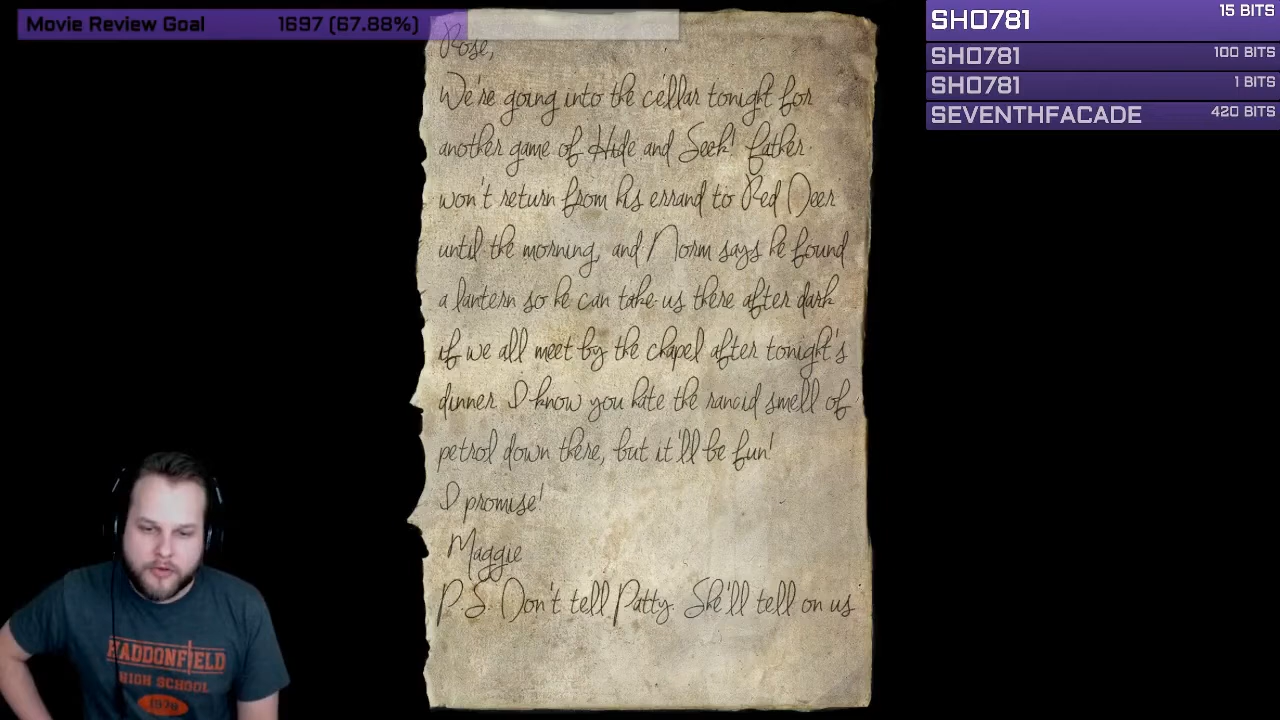 Movie Review Goal 1697 (67.88%)
SHO781 15 BITS
SHO781 100 BITS
SHO781 1 BITS
SEVENTHFACADE 420 BITS
Rose,
We're going into the cellar tonight for
another game of Hide and Seek! Father
won't return from his errand to Red Deer
until the morning, and Norm says he found
a lantern so he can take us there after dark
if we all meet by the chapel after tonight's
dinner. I know you hate the rancid smell of
petrol down there, but it'll be fun!
I promise!
Maggie
P.S. Don't tell Patty. She'll tell on us
HADDONFIELD
HIGH SCHOOL
1978